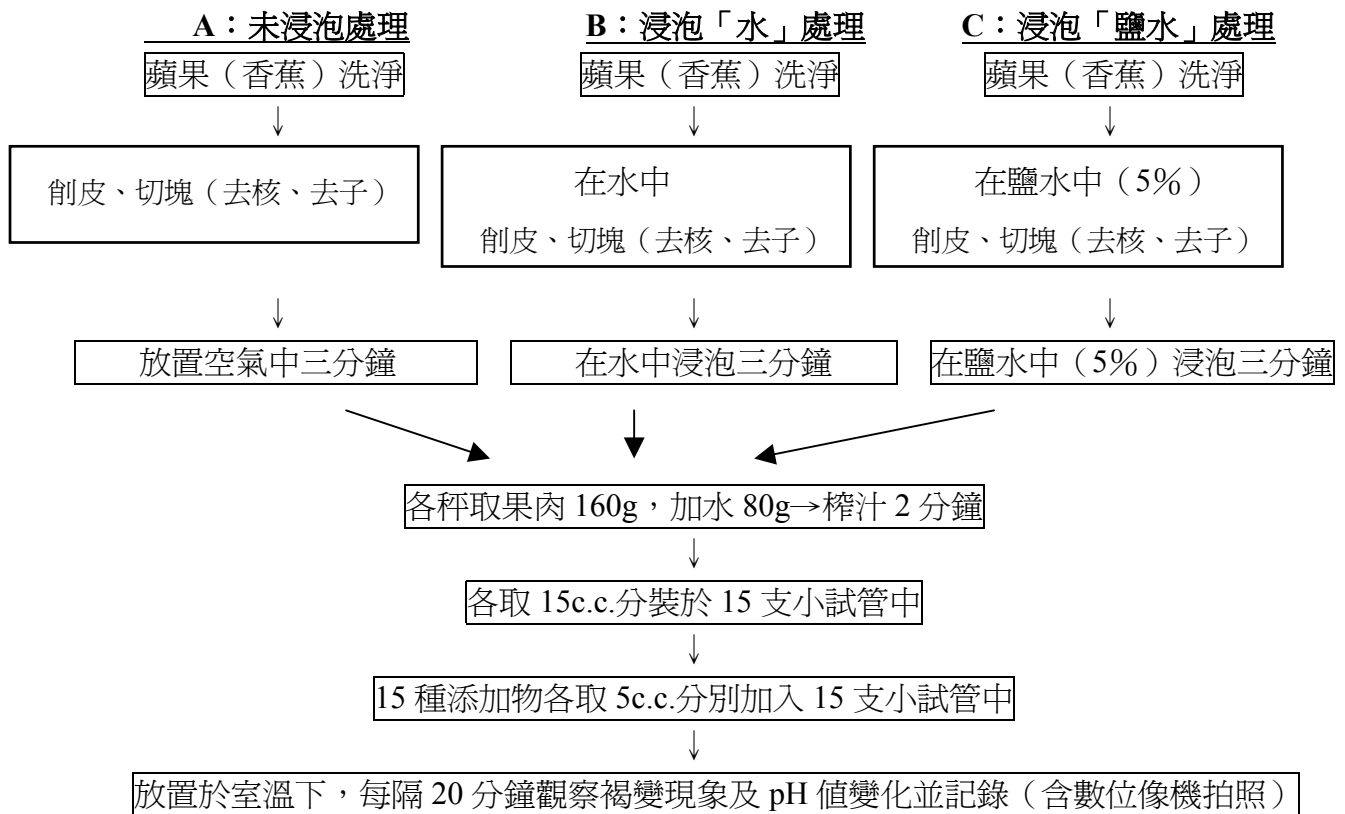 A：未浸泡處理 B：浸泡「水」處理 C：浸泡「鹽水」處理
蘋果（香蕉）洗淨 蘋果（香蕉）洗淨 蘋果（香蕉）洗淨
↓ ↓ ↓
削皮、切塊（去核、去子）
在水中
削皮、切塊（去核、去子）
在鹽水中（5％）
削皮、切塊（去核、去子）
↓ ↓ ↓
放置空氣中三分鐘 在水中浸泡三分鐘 在鹽水中（5％）浸泡三分鐘
各秤取果肉 160g，加水 80g→榨汁 2 分鐘
↓
各取 15c.c.分裝於 15 支小試管中
↓
15 種添加物各取 5c.c.分別加入 15 支小試管中
↓
放置於室溫下，每隔 20 分鐘觀察褐變現象及 pH 值變化並記錄（含數位像機拍照）